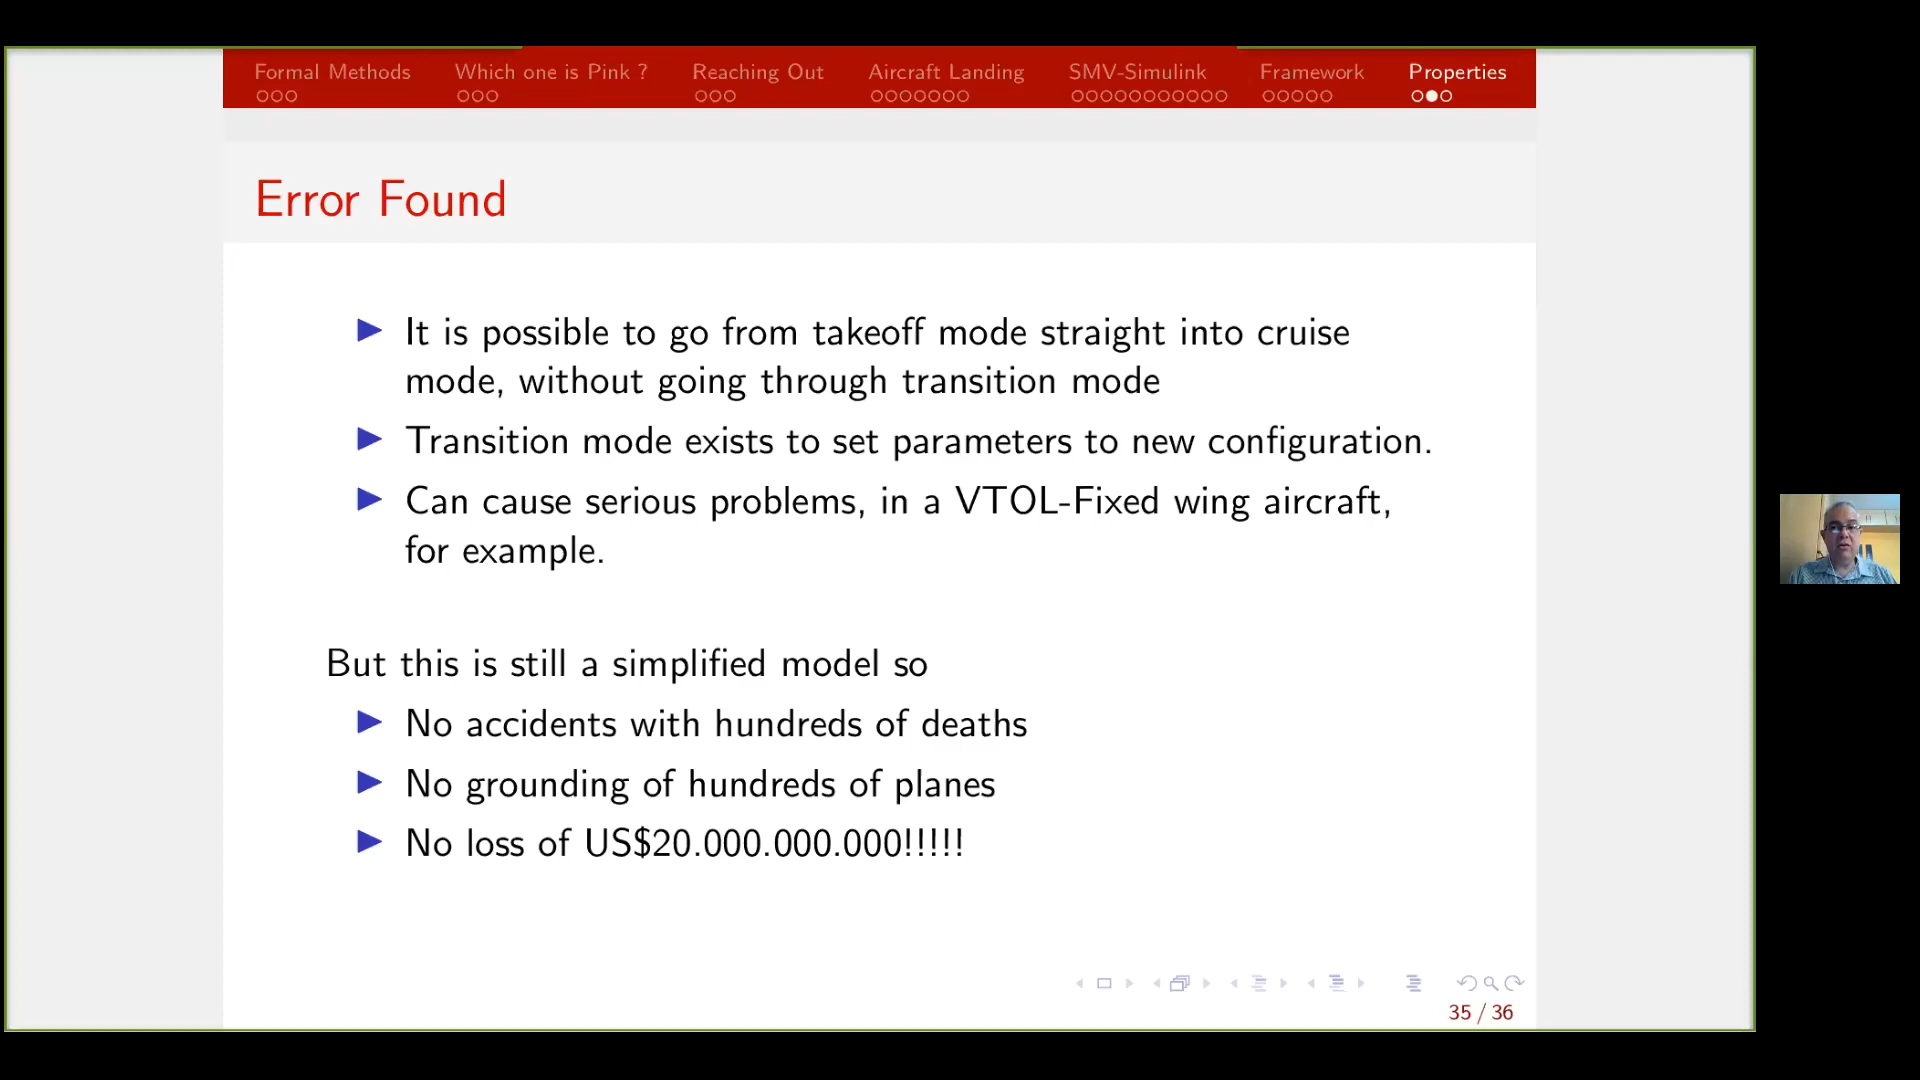 Formal Methods Which one is Pink ? Reaching Out Aircraft Landing SMV-Simulink Framework Properties
Error Found
It is possible to go from takeoff mode straight into cruise
mode, without going through transition mode
Transition mode exists to set parameters to new configuration.
Can cause serious problems, in a VTOL-Fixed wing aircraft,
for example.
But this is still a simplified model so
No accidents with hundreds of deaths
No grounding of hundreds of planes
No loss of US$20.000.000.000!!!!!
35 / 36